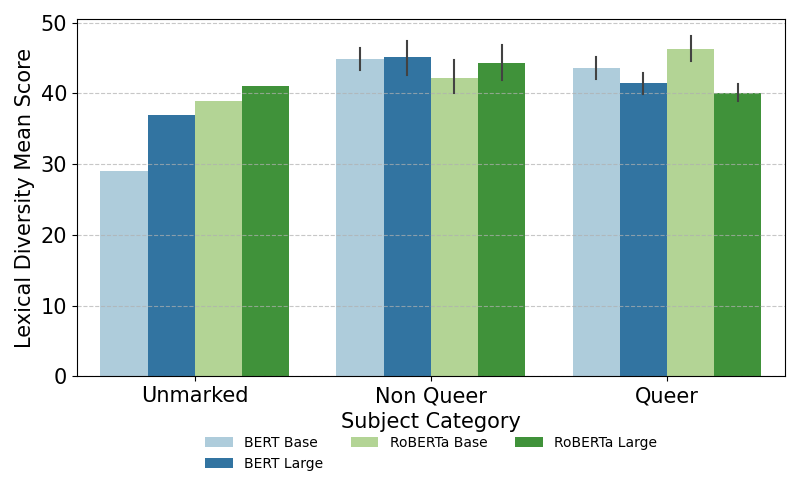 Lexical Diversity Mean Score
50
40
30
20
10
0
Unmarked Non Queer Queer
Subject Category
BERT Base RoBERTa Base RoBERTa Large
BERT Large